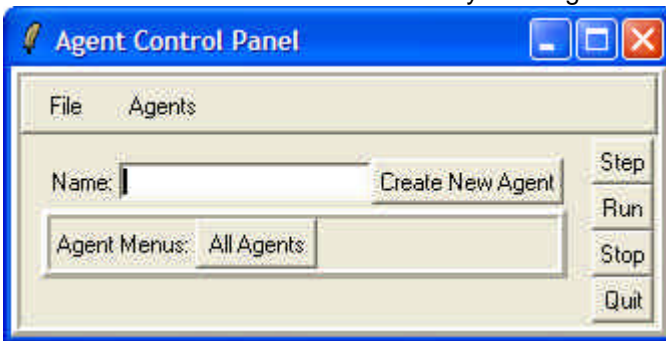 Agent Control Panel
File Agents
Name: Create New Agent
Agent Menus: All Agents
Step
Run
Stop
Quit